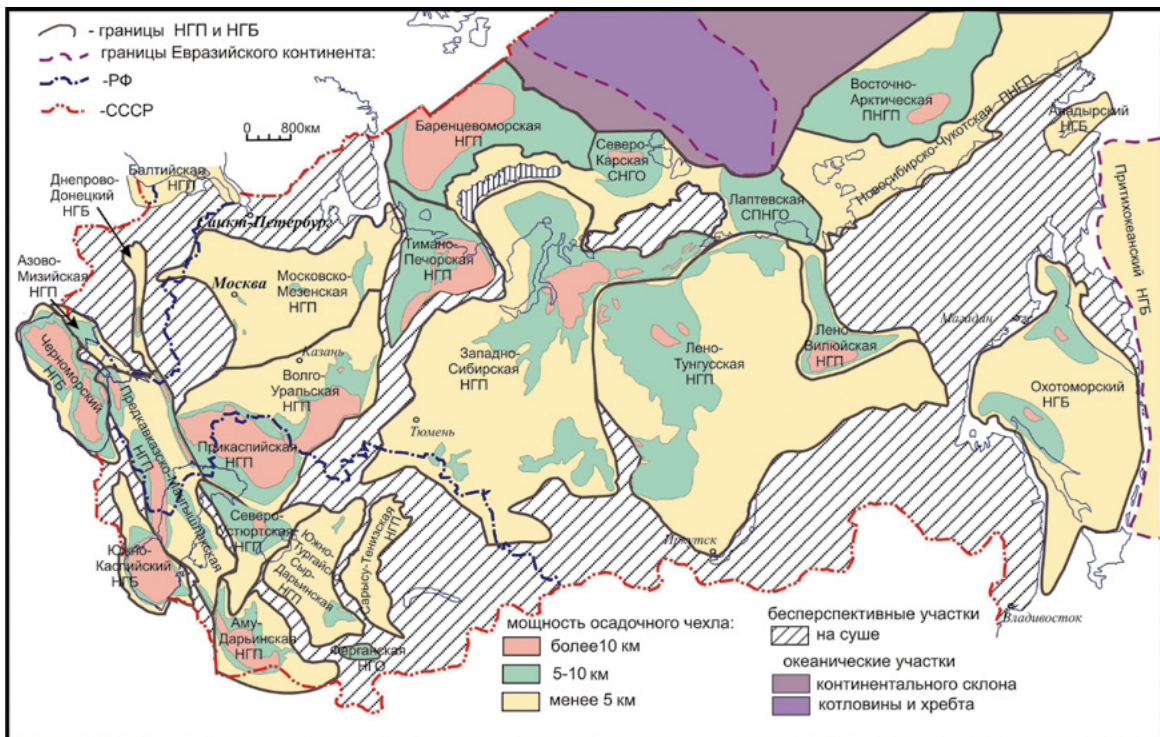 - границы НГП и НГБ
границы Евразийского континента:
-РФ
-СССР
0 800км
Баренцевоморская
НГП
Северо-
Карская
СНГО
Восточно-
Арктическая
ПНГП
Новосибирско-Чукотская ПНГП
Анадырский
НГБ
Притихоокеанский НГБ
Лаптевская
СПНГО
Балтийская
НГП
Днепрово-
Донецкий
НГБ
Санкт-Петербург
Азово-
Мизийская
НГП
Москва
Московско-
Мезенская
НГП
Тимано-
Печорская
НГП
Казань
Волго-
Уральская
НГП
Западно-
Сибирская
НГП
Тюмень
Лено-
Тунгусская
НГП
Лено-
Вилюйская
НГП
Магадан
Охотоморский
НГБ
Черноморский
НГБ
Предкавказско-Мангышлакская
НГП
Прикаспийская
НГП
Северо-
Устюртская
НГП
Южно-
Тургайско-
Сыр-
Дарьинская
НГП
Сарысу-Тенизская
НГП
Южно-
Каспийский
НГБ
Аму-
Дарьинская
НГП
Ферганская
НГО
Иркутск
Владивосток
мощность осадочного чехла:
более10 км
5-10 км
менее 5 км
бесперспективные участки
на суше
океанические участки
континентального склона
котловины и хребта